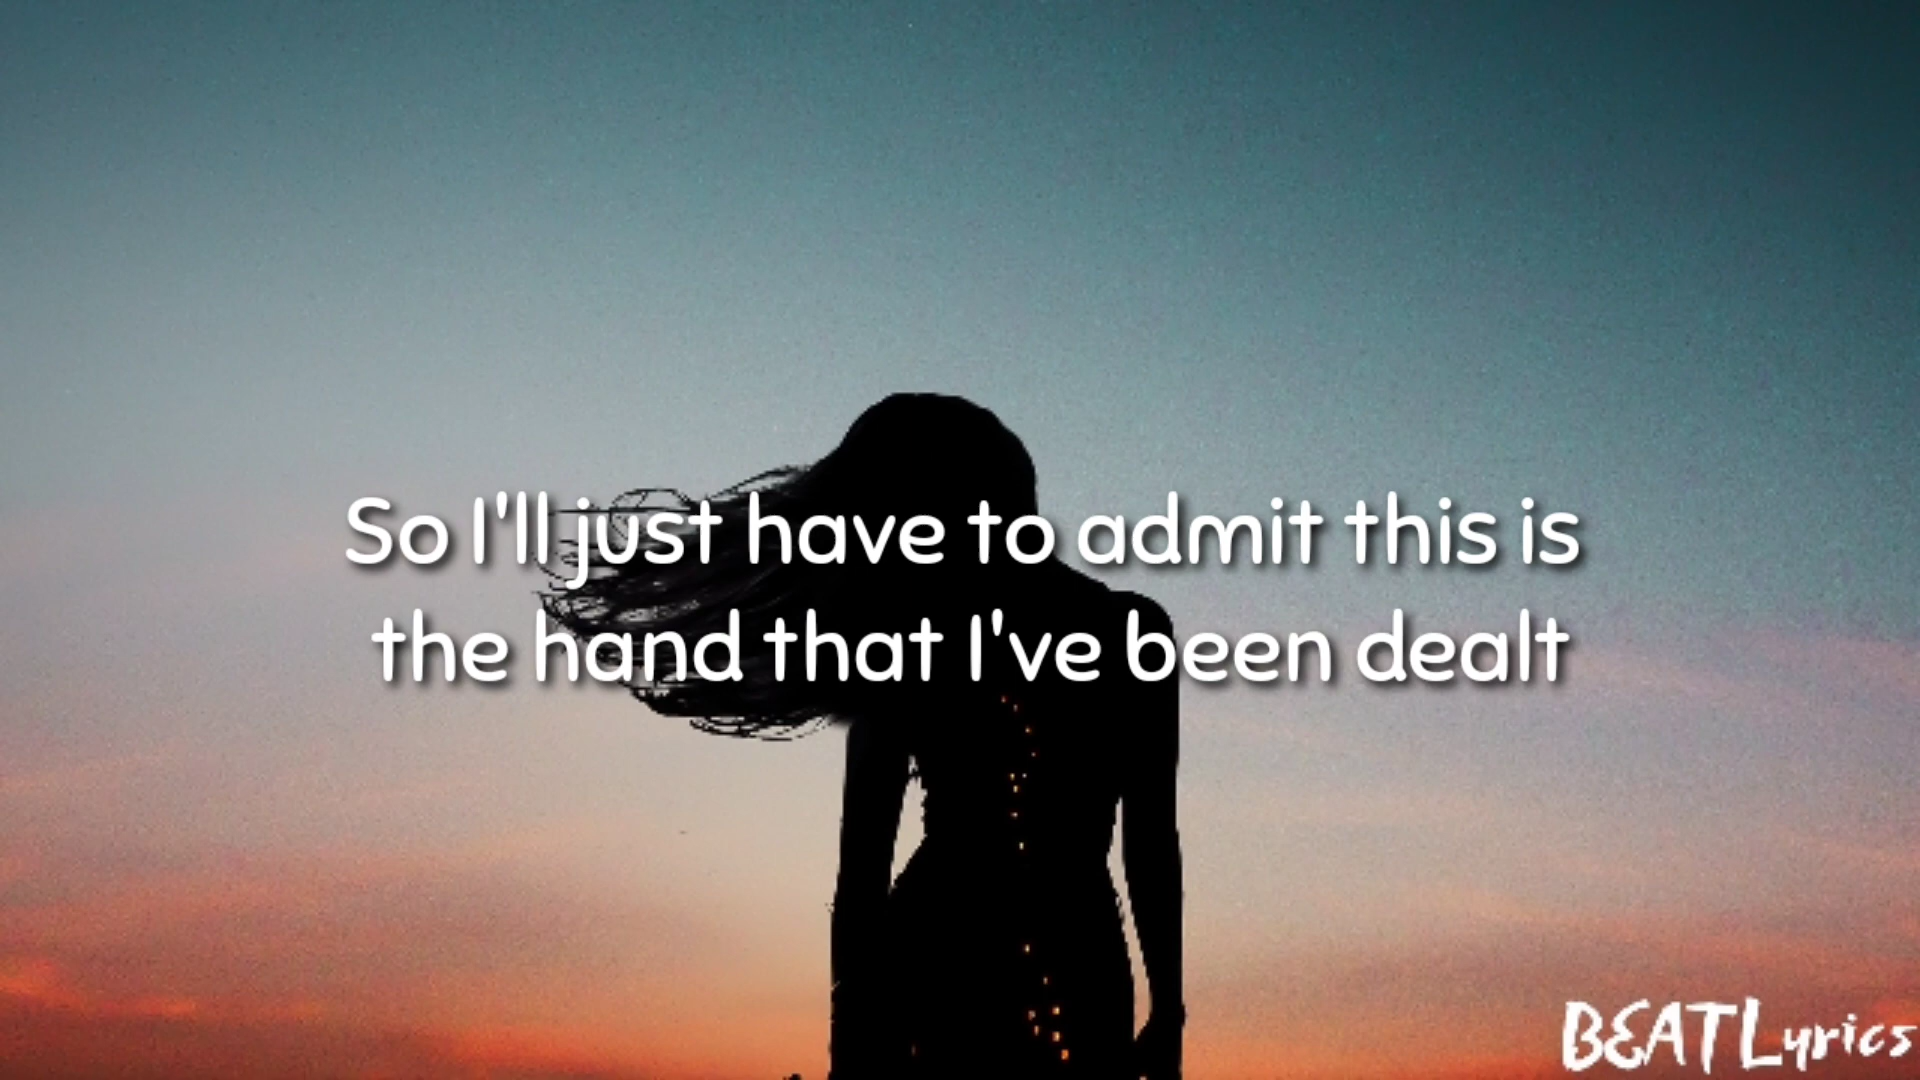 So I'll just have to admit this is
the hand that I've been dealt
BEATLyrics